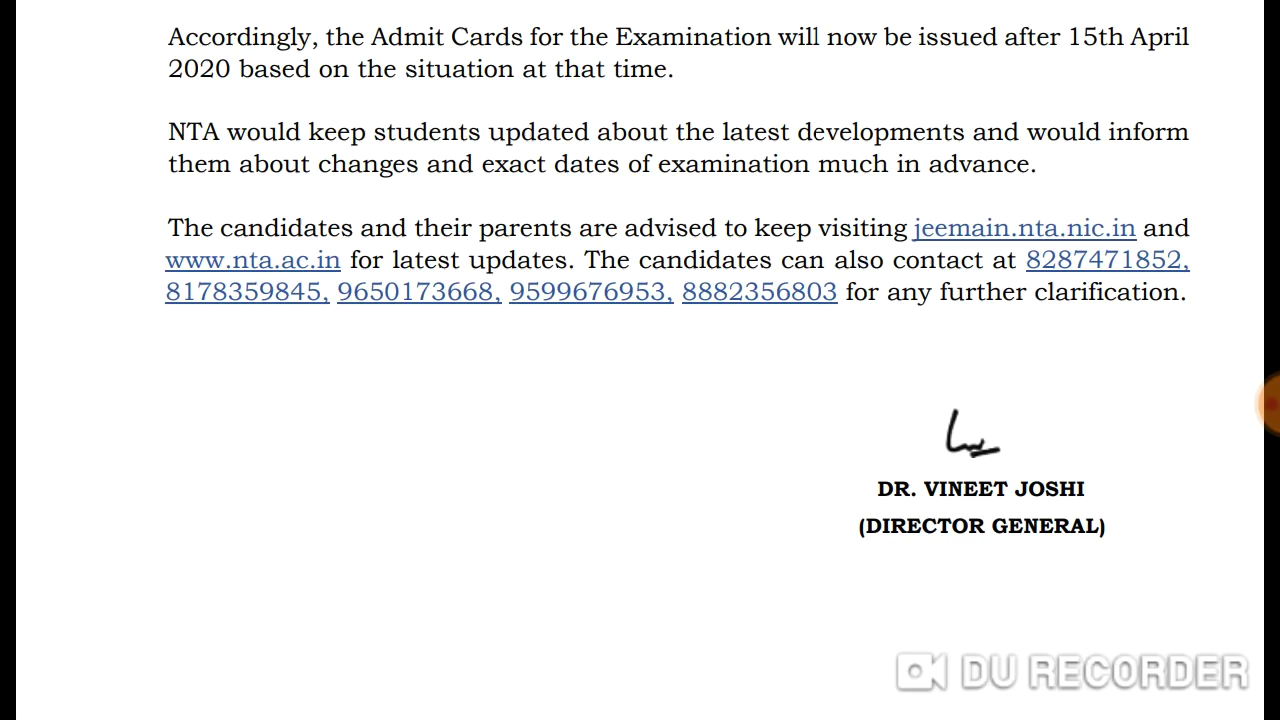 Accordingly, the Admit Cards for the Examination will now be issued after 15th April
2020 based on the situation at that time.
NTA would keep students updated about the latest developments and would inform
them about changes and exact dates of examination much in advance.
The candidates and their parents are advised to keep visiting jeemain.nta.nic.in and
www.nta.ac.in for latest updates. The candidates can also contact at 8287471852,
8178359845, 9650173668, 9599676953, 8882356803 for any further clarification.
DR. VINEET JOSHI
(DIRECTOR GENERAL)
DU RECORDER